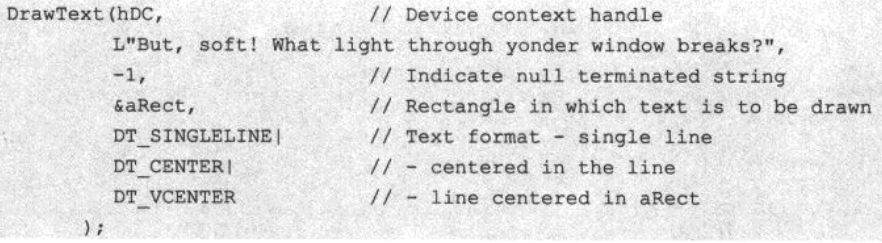 DrawText(hDC,                  // Device context handle
         L"But, soft! What light through yonder window breaks?",
         -1,                   // Indicate null terminated string
         &aRect,               // Rectangle in which text is to be drawn
         DT_SINGLELINE|        // Text format - single line
         DT_CENTER|            // - centered in the line
         DT_VCENTER            // - line centered in aRect
      );